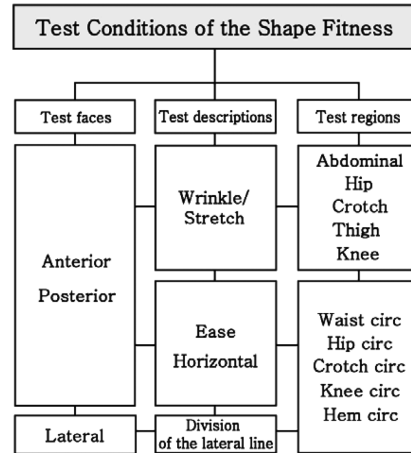 Test Conditions of the Shape Fitness
Test faces
Test descriptions
Test regions
Anterior
Posterior
Wrinkle/
Stretch
Abdominal
Hip
Crotch
Thigh
Knee
Ease
Horizontal
Waist circ
Hip circ
Crotch circ
Knee circ
Hem circ
Lateral
Division
of the lateral line